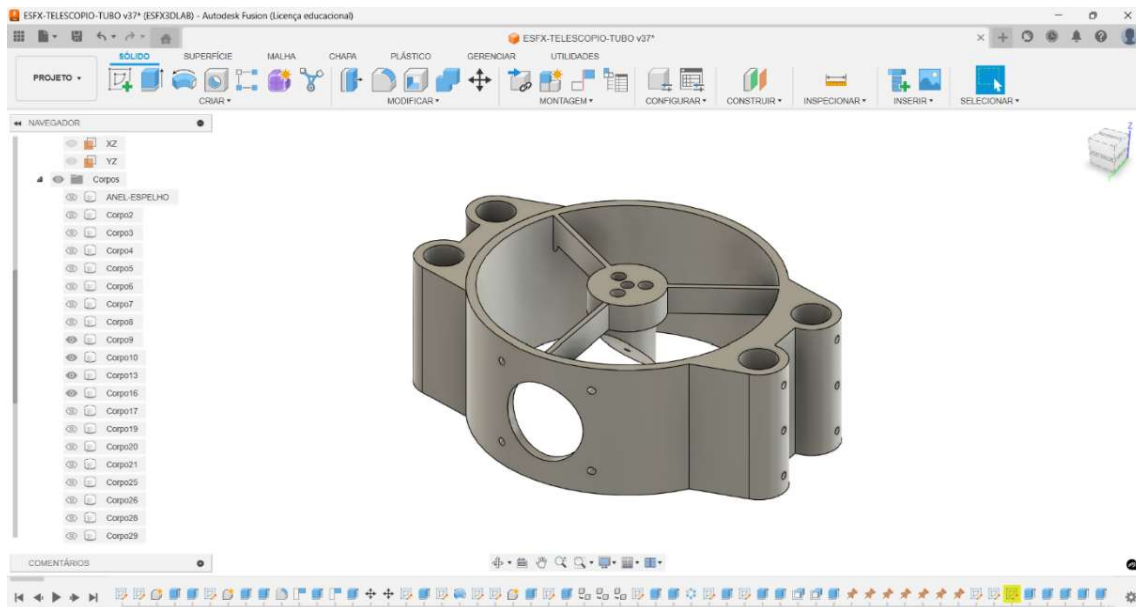 ESFX-TELESCOPIO-TUBO v37* (ESFX3DLAB) - Autodesk Fusion (Licença educacional)
ESFX-TELESCOPIO-TUBO v37*
SÓLIDO SUPERFÍCIE MALHA CHAPA PLÁSTICO GERENCIAR UTILIDADES
PROJETO
CRIAR MODIFICAR MONTAGEM CONFIGURAR CONSTRUIR INSPECIONAR INSERIR SELECIONAR
NAVEGADOR
XZ
YZ
Corpos
ANEL-ESPELHO
Corpo2
Corpo3
Corpo4
Corpo5
Corpo6
Corpo7
Corpo8
Corpo9
Corpo10
Corpo13
Corpo16
Corpo17
Corpo19
Corpo20
Corpo21
Corpo25
Corpo26
Corpo28
Corpo29
Z
COMENTÁRIOS